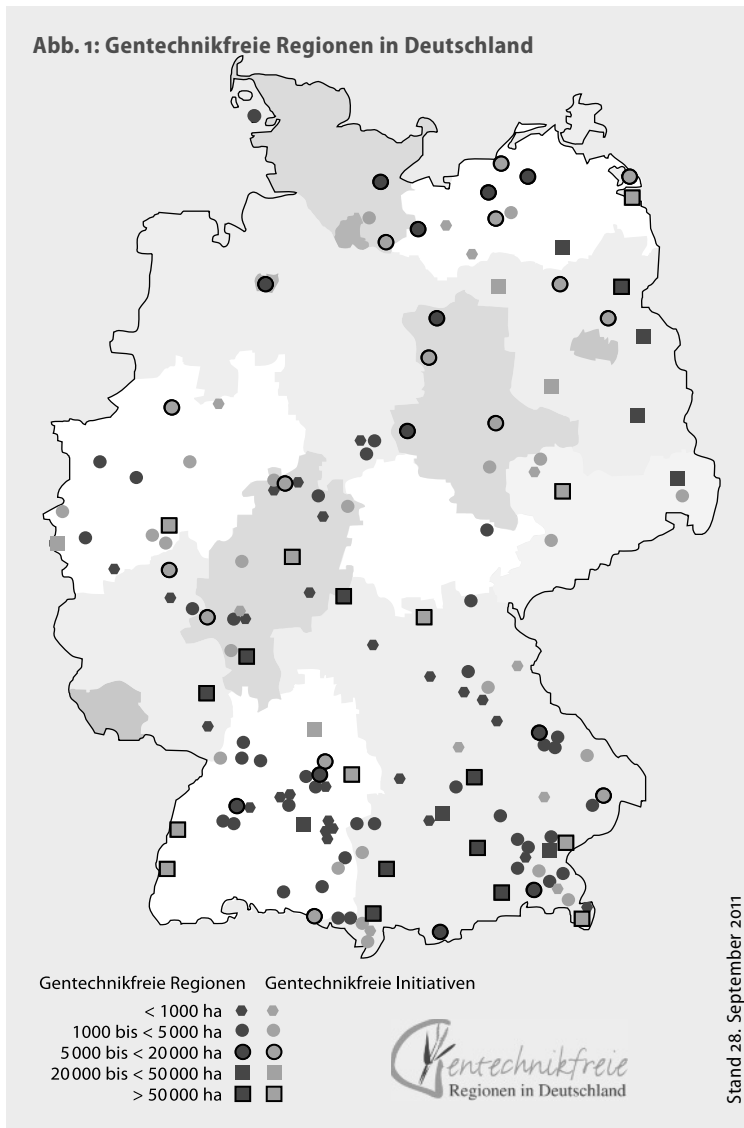 Abb. 1: Gentechnikfreie Regionen in Deutschland
Gentechnikfreie Regionen Gentechnikfreie Initiativen
< 1000 ha
1000 bis < 5000 ha
5000 bis < 20000 ha
20000 bis < 50000 ha
> 50000 ha
Gentechnikfreie
Regionen in Deutschland
Stand 28. September 2011